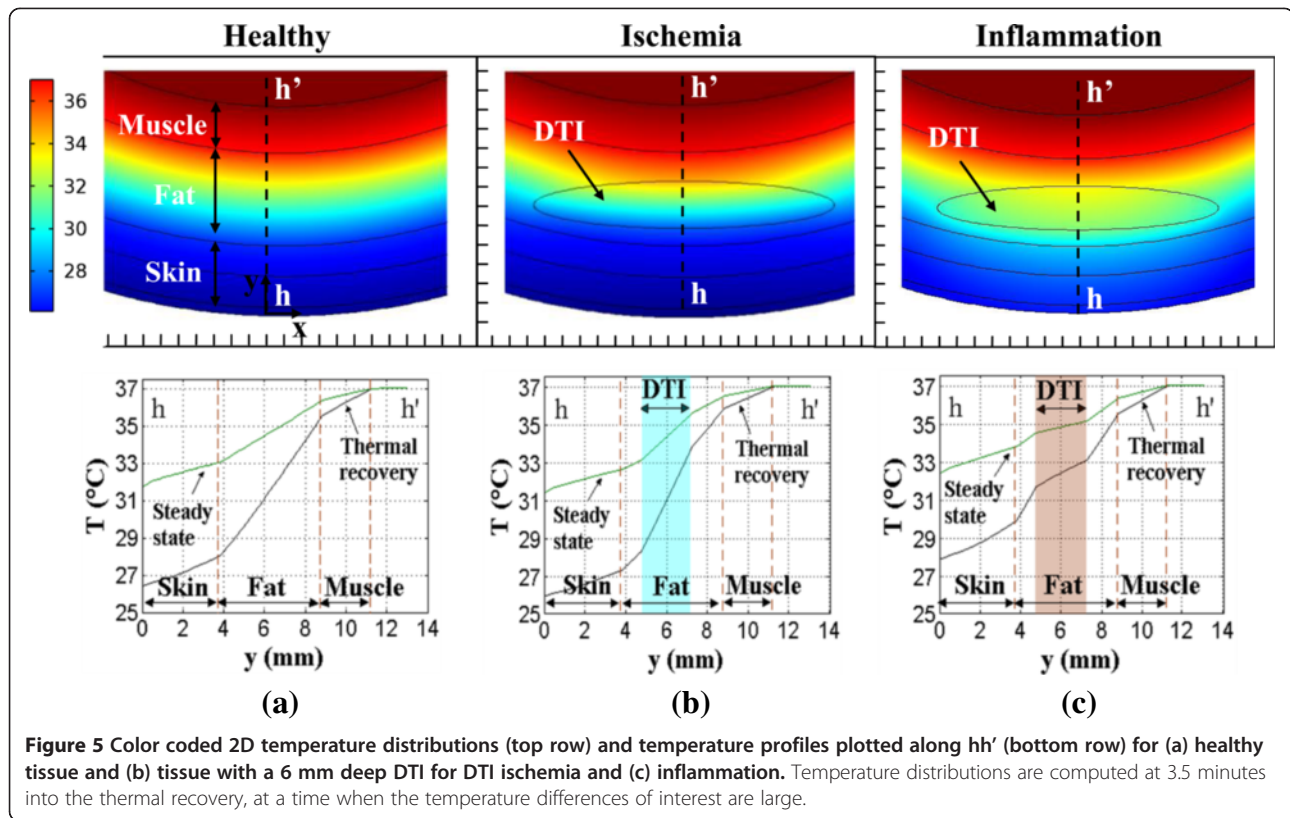 Healthy
Ischemia
Inflammation
36
34
32
30
28
h'
Muscle
Fat
Skin
y
h
x
h'
DTI
h
h'
DTI
h
37
35
33
31
29
27
25
T (°C)
h
h'
Thermal
recovery
Steady
state
Skin
Fat
Muscle
0 2 4 6 8 10 12 14
y (mm)
(a)
37
35
33
31
29
27
25
T (°C)
DTI
h
h'
Thermal
recovery
Steady
state
Skin
Fat
Muscle
0 2 4 6 8 10 12 14
y (mm)
(b)
37
35
33
31
29
27
25
T (°C)
DTI
h
h'
Thermal
recovery
Steady
state
Skin
Fat
Muscle
0 2 4 6 8 10 12 14
y (mm)
(c)
Figure 5 Color coded 2D temperature distributions (top row) and temperature profiles plotted along hh' (bottom row) for (a) healthy
tissue and (b) tissue with a 6 mm deep DTI for DTI ischemia and (c) inflammation. Temperature distributions are computed at 3.5 minutes
into the thermal recovery, at a time when the temperature differences of interest are large.